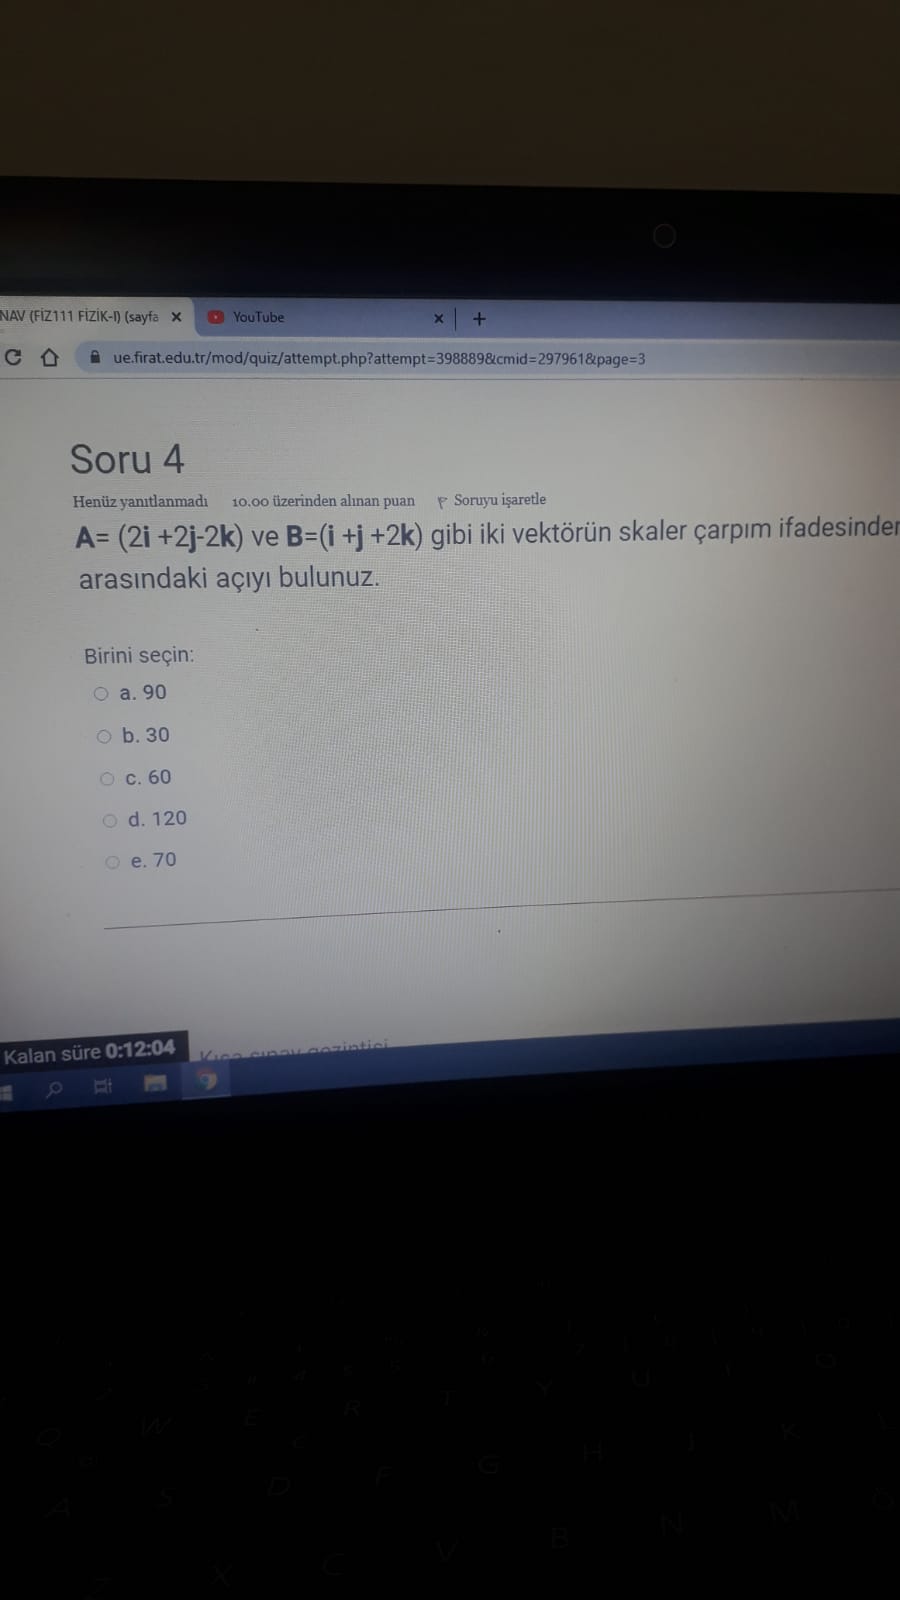 NAV (FİZ111 FİZİK-I) (sayfa
YouTube
ue.firat.edu.tr/mod/quiz/attempt.php?attempt=398889&cmid=297961&page=3
Soru 4
Henüz yanıtlanmadı 10.00 üzerinden alınan puan Soruyu işaretle
A= (2i +2j-2k) ve B=(i +j +2k) gibi iki vektörün skaler çarpım ifadesinden
arasındaki açıyı bulunuz.
Birini seçin:
a. 90
b. 30
c. 60
d. 120
e. 70
Kalan süre 0:12:04
Kısa sınav gezintisi